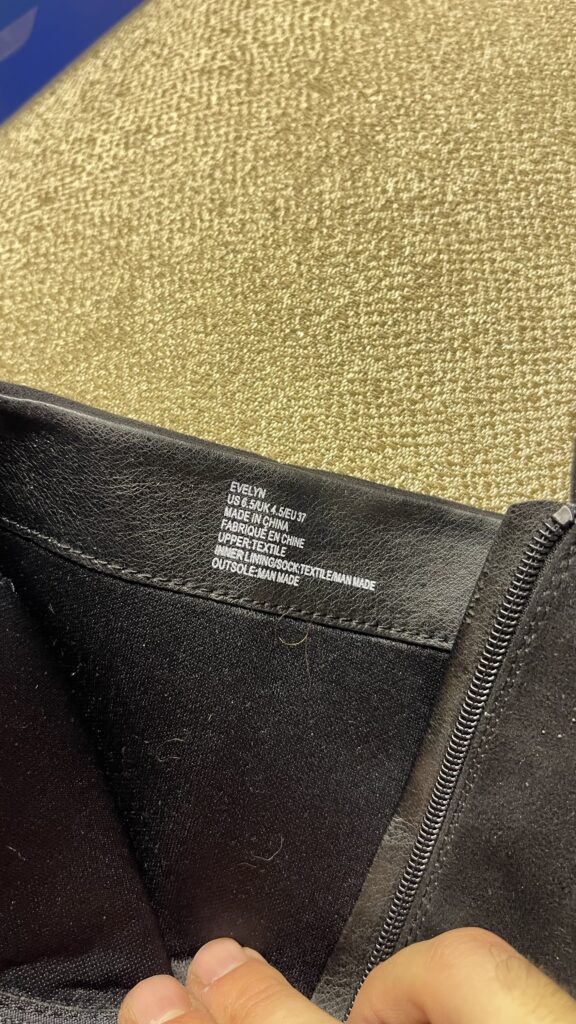 EVELYN
US 6.5/UK 4.5/EU 37
MADE IN CHINA
FABRIQUÉ EN CHINE
UPPER:TEXTILE
INNER LINING/SOCK:TEXTILE/MAN MADE
OUTSOLE:MAN MADE